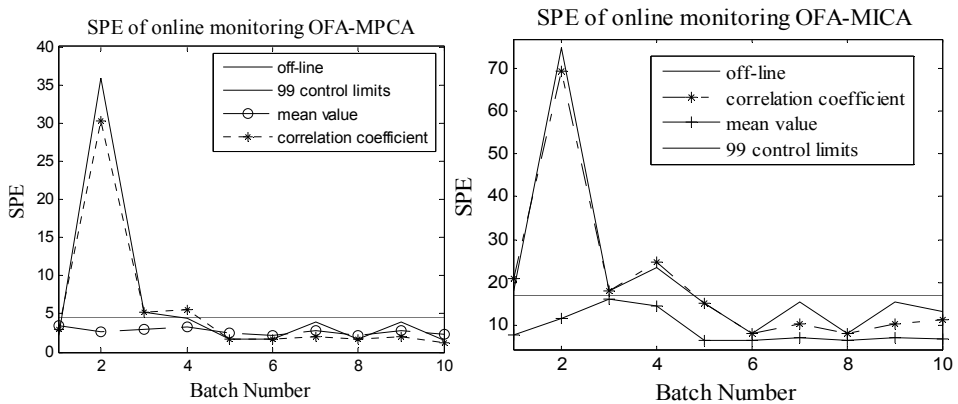 SPE of online monitoring OFA-MPCA
40
35
30
25
20
15
10
5
0
SPE
off-line
99 control limits
mean value
correlation coefficient
2
4
6
8
10
Batch Number
SPE of online monitoring OFA-MICA
70
60
50
40
30
20
10
SPE
off-line
correlation coefficient
mean value
99 control limits
2
4
6
8
10
Batch Number